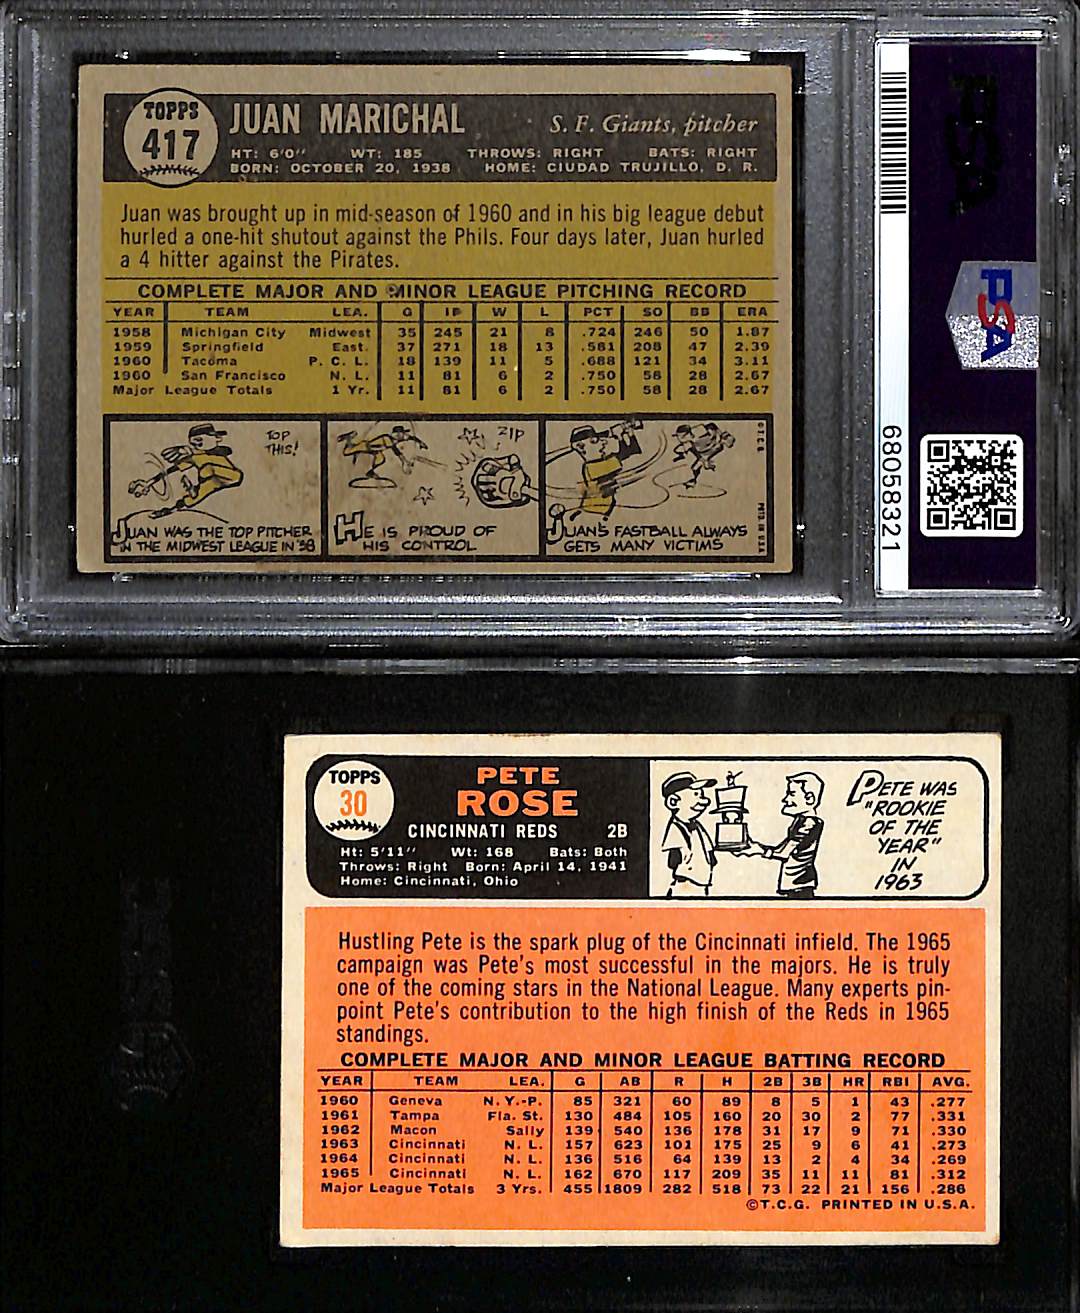 TOPPS
417
JUAN MARICHAL
S. F. Giants, pitcher
HT: 6'0" WT: 185 THROWS: RIGHT BATS: RIGHT
BORN: OCTOBER 20, 1938 HOME: CIUDAD TRUJILLO, D. R.
Juan was brought up in mid-season of 1960 and in his big league debut
hurled a one-hit shutout against the Phils. Four days later, Juan hurled
a 4 hitter against the Pirates.
COMPLETE MAJOR AND MINOR LEAGUE PITCHING RECORD
YEAR TEAM LEA. G IP W L PCT SO BB ERA
1958 Michigan City Midwest 35 245 21 8 .724 246 50 1.87
1959 Springfield East. 37 271 18 13 .581 208 47 2.39
1960 Tacoma P. C. L. 18 139 11 5 .688 121 34 3.11
1960 San Francisco N. L. 11 81 6 2 .750 58 28 2.67
Major League Totals 1 Yr. 11 81 6 2 .750 58 28 2.67
TOP
THIS!
JUAN WAS THE TOP PITCHER
IN THE MIDWEST LEAGUE IN '58
ZIP
HE IS PROUD OF
HIS CONTROL
JUAN'S FASTBALL ALWAYS
GETS MANY VICTIMS
©T.C.G.
PTD. IN U.S.A.
PSA
PSA
68058321
TOPPS
30
PETE
ROSE
CINCINNATI REDS 2B
Ht: 5'11" Wt: 168 Bats: Both
Throws: Right Born: April 14, 1941
Home: Cincinnati, Ohio
PETE WAS
"ROOKIE
OF THE
YEAR"
IN
1963
Hustling Pete is the spark plug of the Cincinnati infield. The 1965
campaign was Pete's most successful in the majors. He is truly
one of the coming stars in the National League. Many experts pin-
point Pete's contribution to the high finish of the Reds in 1965
standings.
COMPLETE MAJOR AND MINOR LEAGUE BATTING RECORD
YEAR TEAM LEA. G AB R H 2B 3B HR RBI AVG.
1960 Geneva N. Y.-P. 85 321 60 89 8 5 1 43 .277
1961 Tampa Fla. St. 130 484 105 160 20 30 2 77 .331
1962 Macon Sally 139 540 136 178 31 17 9 71 .330
1963 Cincinnati N. L. 157 623 101 175 25 9 6 41 .273
1964 Cincinnati N. L. 136 516 64 139 13 2 4 34 .269
1965 Cincinnati N. L. 162 670 117 209 35 11 11 81 .312
Major League Totals 3 Yrs. 455 1809 282 518 73 22 21 156 .286
©T.C.G. PRINTED IN U.S.A.